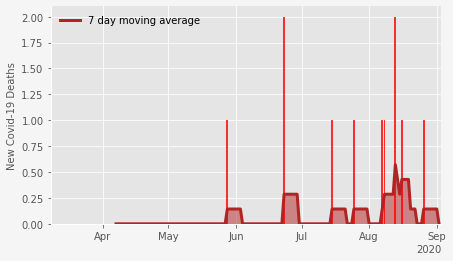 2.00
7 day moving average
1.75
1.50
1.25
1.00
0.75
0.50
0.25
0.00
New Covid-19 Deaths
Apr
May
Jun
Jul
Aug
Sep
2020